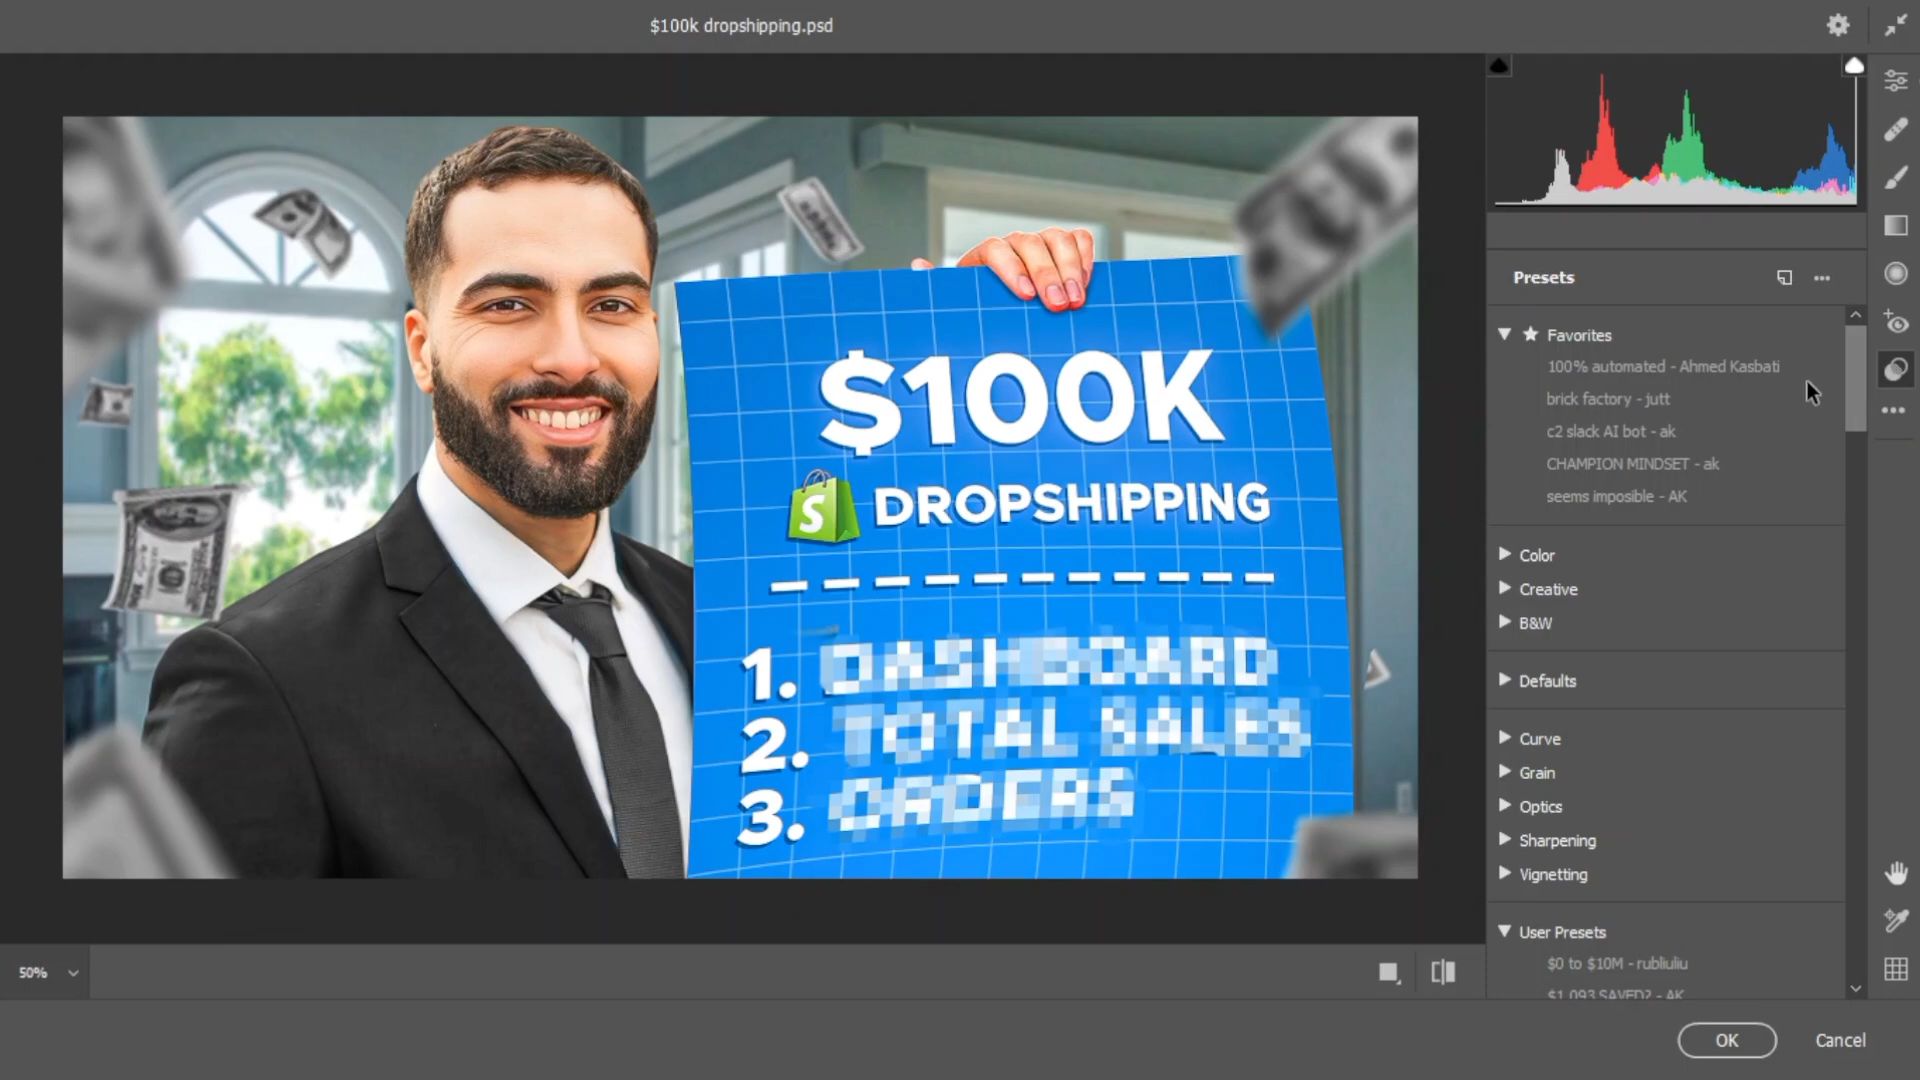 $100k dropshipping.psd
$100K
DROPSHIPPING
1. DASHBOARD
2. TOTAL SALES
3. ORDERS
Presets
Favorites
100% automated - Ahmed Kasbati
brick factory - jutt
c2 slack AI bot - ak
CHAMPION MINDSET - ak
seems imposible - AK
Color
Creative
B&W
Defaults
Curve
Grain
Optics
Sharpening
Vignetting
User Presets
$0 to $10M - rubliuliu
$1,093 SAVED? - AK
50%
OK
Cancel